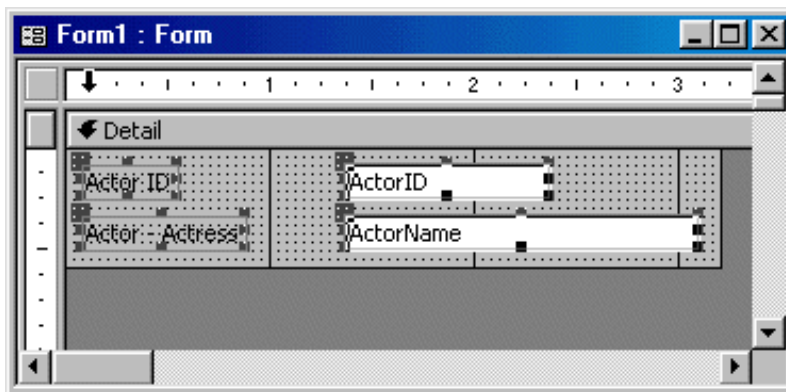 Form1 : Form
1 2 3
Detail
Actor ID ActorID
Actor - Actress ActorName